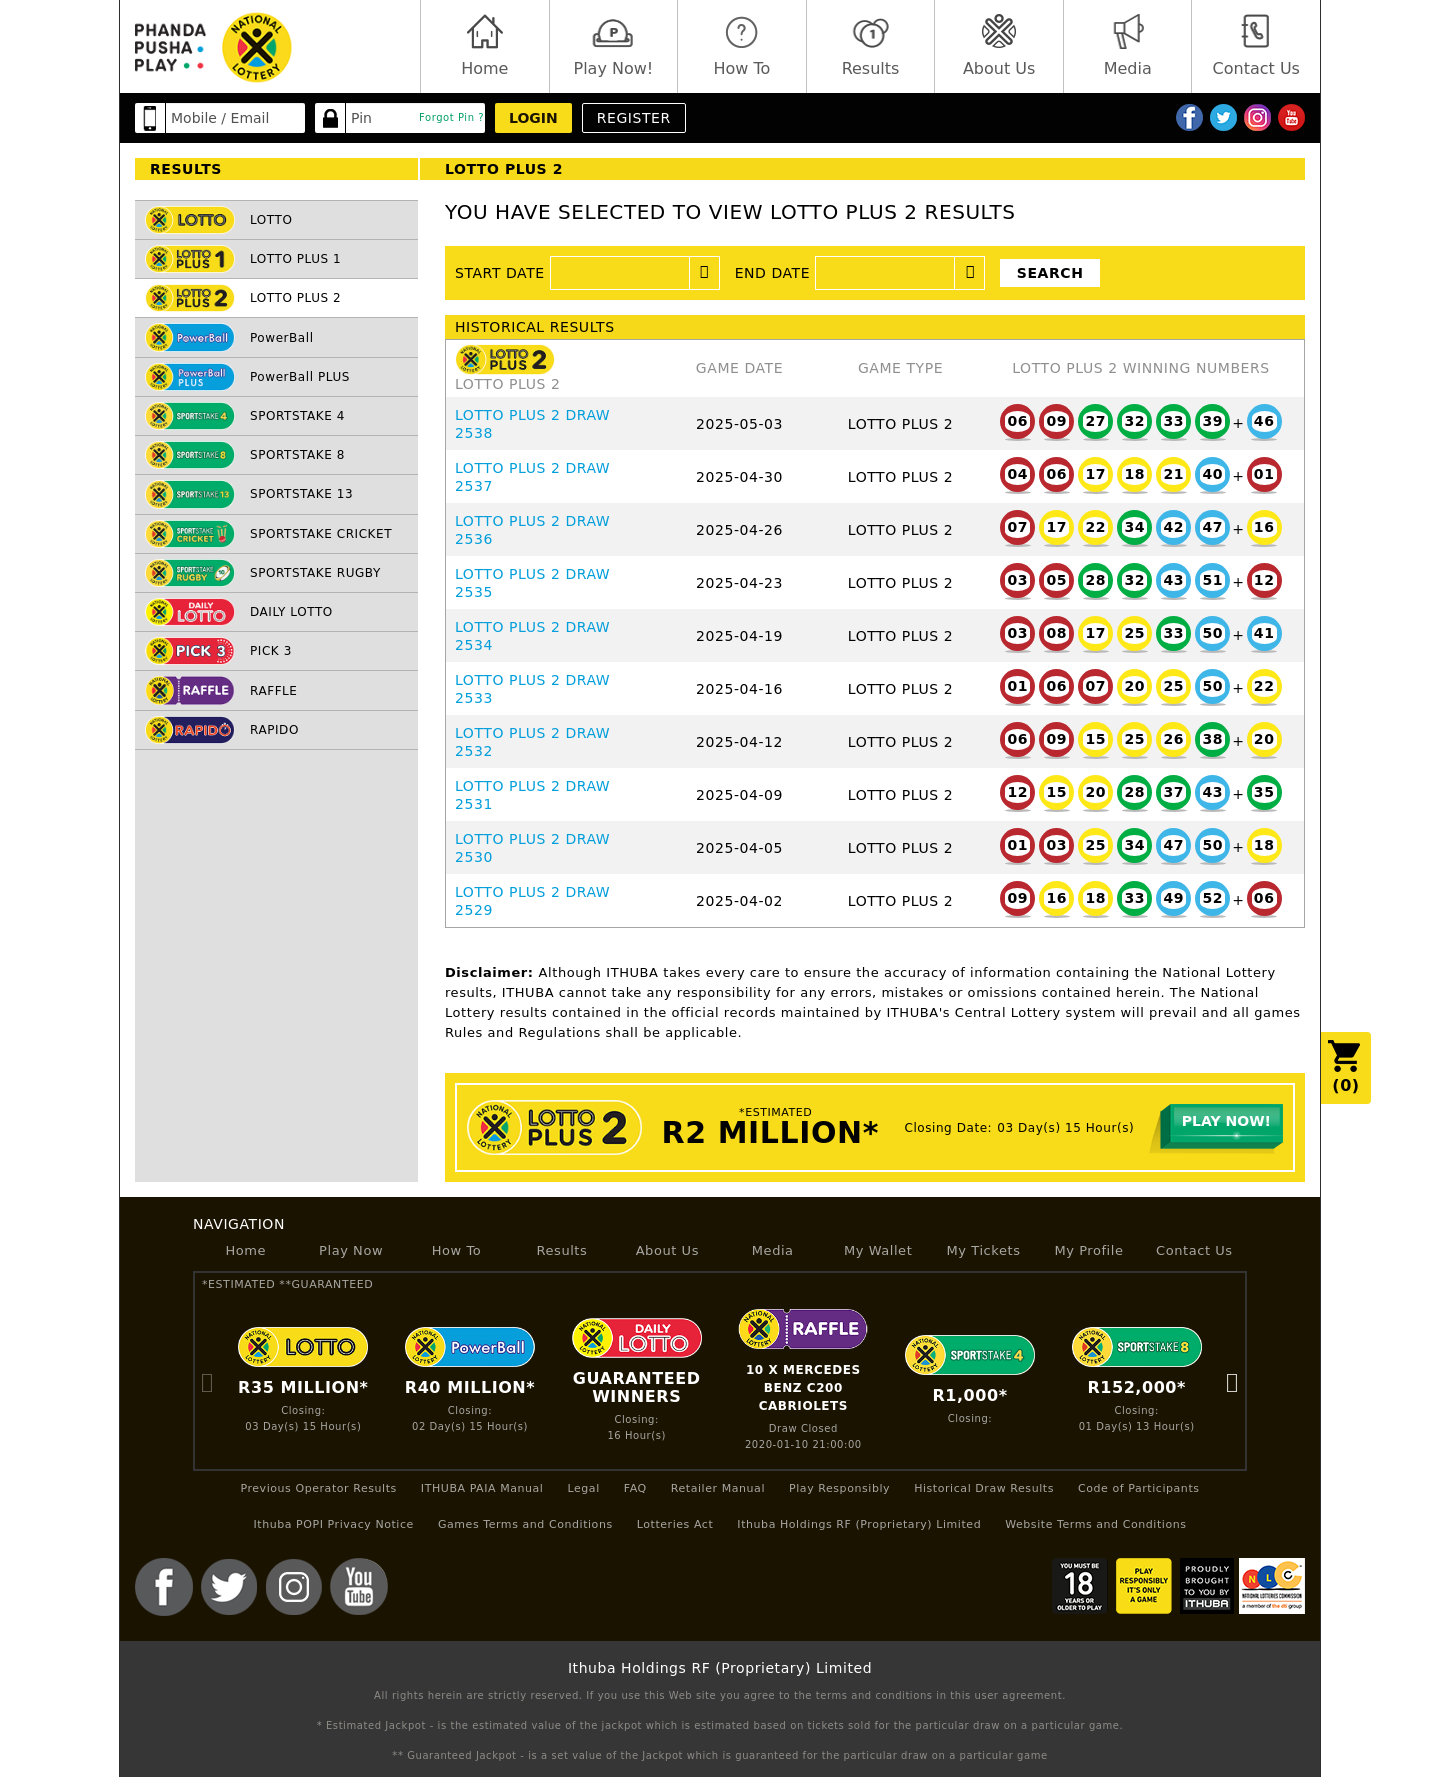 PHANDA
PUSHA
PLAY
NATIONAL
LOTTERY
Home
Play Now!
How To
Results
About Us
Media
Contact Us
Mobile / Email
Pin
Forgot Pin ?
LOGIN
REGISTER
RESULTS
LOTTO
LOTTO PLUS 1
LOTTO PLUS 2
PowerBall
PowerBall PLUS
SPORTSTAKE 4
SPORTSTAKE 8
SPORTSTAKE 13
SPORTSTAKE CRICKET
SPORTSTAKE RUGBY
DAILY LOTTO
PICK 3
RAFFLE
RAPIDO
LOTTO PLUS 2
YOU HAVE SELECTED TO VIEW LOTTO PLUS 2 RESULTS
START DATE
END DATE
SEARCH
HISTORICAL RESULTS
LOTTO PLUS 2
LOTTO PLUS 2 GAME DATE GAME TYPE LOTTO PLUS 2 WINNING NUMBERS
LOTTO PLUS 2 DRAW 2538 2025-05-03 LOTTO PLUS 2 06 09 27 32 33 39 + 46
LOTTO PLUS 2 DRAW 2537 2025-04-30 LOTTO PLUS 2 04 06 17 18 21 40 + 01
LOTTO PLUS 2 DRAW 2536 2025-04-26 LOTTO PLUS 2 07 17 22 34 42 47 + 16
LOTTO PLUS 2 DRAW 2535 2025-04-23 LOTTO PLUS 2 03 05 28 32 43 51 + 12
LOTTO PLUS 2 DRAW 2534 2025-04-19 LOTTO PLUS 2 03 08 17 25 33 50 + 41
LOTTO PLUS 2 DRAW 2533 2025-04-16 LOTTO PLUS 2 01 06 07 20 25 50 + 22
LOTTO PLUS 2 DRAW 2532 2025-04-12 LOTTO PLUS 2 06 09 15 25 26 38 + 20
LOTTO PLUS 2 DRAW 2531 2025-04-09 LOTTO PLUS 2 12 15 20 28 37 43 + 35
LOTTO PLUS 2 DRAW 2530 2025-04-05 LOTTO PLUS 2 01 03 25 34 47 50 + 18
LOTTO PLUS 2 DRAW 2529 2025-04-02 LOTTO PLUS 2 09 16 18 33 49 52 + 06
Disclaimer: Although ITHUBA takes every care to ensure the accuracy of information containing the National Lottery
results, ITHUBA cannot take any responsibility for any errors, mistakes or omissions contained herein. The National
Lottery results contained in the official records maintained by ITHUBA's Central Lottery system will prevail and all games
Rules and Regulations shall be applicable.
(0)
NATIONAL LOTTERY LOTTO PLUS 2
*ESTIMATED
R2 MILLION*
Closing Date: 03 Day(s) 15 Hour(s)
PLAY NOW!
NAVIGATION
Home Play Now How To Results About Us Media My Wallet My Tickets My Profile Contact Us
*ESTIMATED **GUARANTEED
LOTTO
R35 MILLION*
Closing:
03 Day(s) 15 Hour(s)
PowerBall
R40 MILLION*
Closing:
02 Day(s) 15 Hour(s)
DAILY LOTTO
GUARANTEED
WINNERS
Closing:
16 Hour(s)
RAFFLE
10 X MERCEDES
BENZ C200
CABRIOLETS
Draw Closed
2020-01-10 21:00:00
SPORTSTAKE 4
R1,000*
Closing:
SPORTSTAKE 8
R152,000*
Closing:
01 Day(s) 13 Hour(s)
Previous Operator Results ITHUBA PAIA Manual Legal FAQ Retailer Manual Play Responsibly Historical Draw Results Code of Participants
Ithuba POPI Privacy Notice Games Terms and Conditions Lotteries Act Ithuba Holdings RF (Proprietary) Limited Website Terms and Conditions
You
Tube
YOU MUST BE
18
YEARS OR
OLDER TO PLAY
PLAY
RESPONSIBLY
IT'S ONLY
A GAME
PROUDLY
BROUGHT
TO YOU BY
ITHUBA
NLC
NATIONAL LOTTERIES COMMISSION
a member of the dti group
Ithuba Holdings RF (Proprietary) Limited
All rights herein are strictly reserved. If you use this Web site you agree to the terms and conditions in this user agreement.
* Estimated Jackpot - is the estimated value of the jackpot which is estimated based on tickets sold for the particular draw on a particular game.
** Guaranteed Jackpot - is a set value of the Jackpot which is guaranteed for the particular draw on a particular game